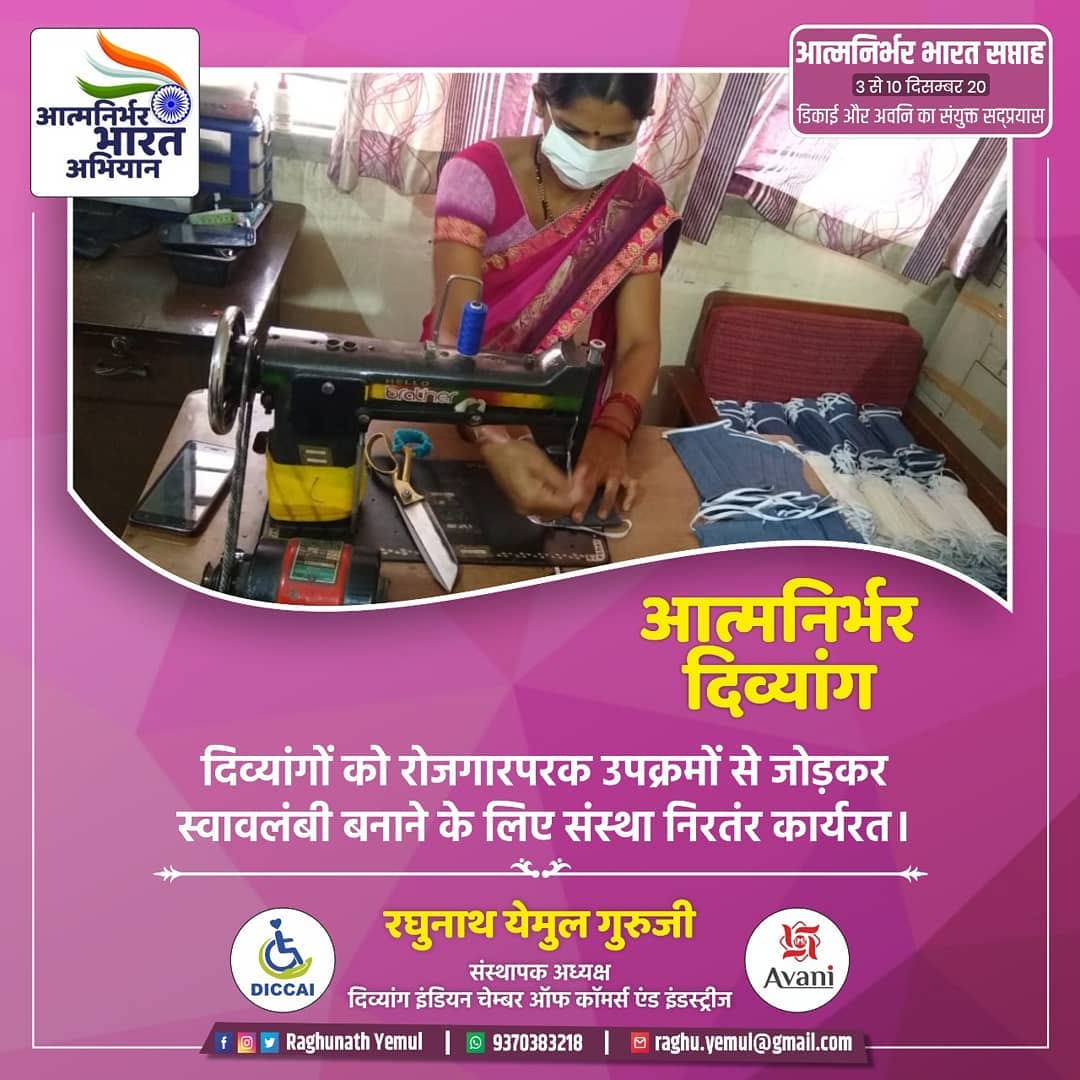 आत्मनिर्भर
भारत
अभियान
आत्मनिर्भर भारत सप्ताह
3 से 10 दिसम्बर 20
डिकाई और अवनि का संयुक्त सद्प्रयास
HELLO
brother
आत्मनिर्भर
दिव्यांग
दिव्यांगों को रोजगारपरक उपक्रमों से जोड़कर
स्वावलंबी बनाने के लिए संस्था निरतंर कार्यरत।
रघुनाथ येमुल गुरुजी
संस्थापक अध्यक्ष
दिव्यांग इंडियन चेम्बर ऑफ कॉमर्स एंड इंडस्ट्रीज
DICCAI
Avani
Raghunath Yemul | 9370383218 | raghu.yemul@gmail.com